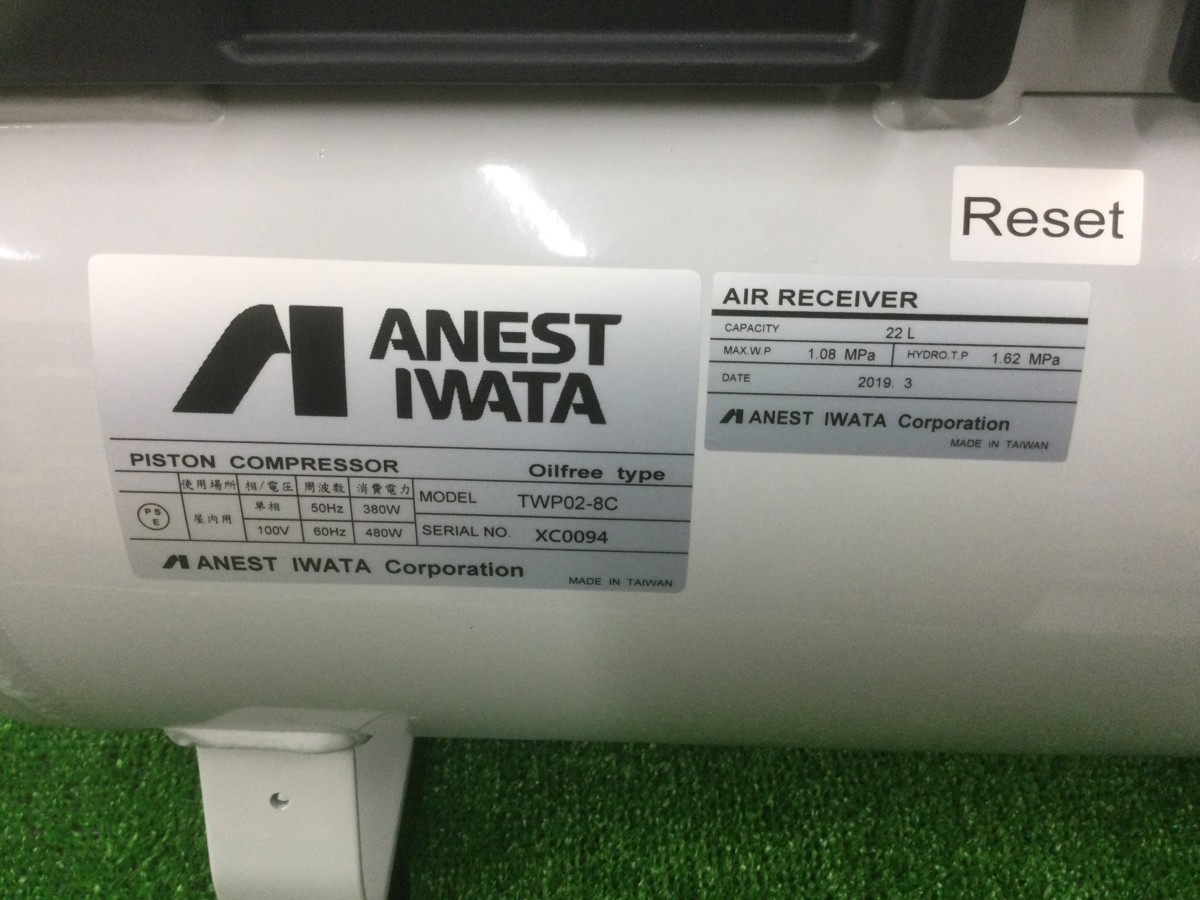 Reset
ANEST
IWATA
PISTON COMPRESSOR Oilfree type
使用場所 相/電圧 周波数 消費電力
PSE 屋内用 単相 50Hz 380W
100V 60Hz 480W
MODEL TWP02-8C
SERIAL NO. XC0094
ANEST IWATA Corporation
MADE IN TAIWAN
AIR RECEIVER
CAPACITY 22 L
MAX.W.P 1.08 MPa HYDRO.T.P 1.62 MPa
DATE 2019. 3
ANEST IWATA Corporation
MADE IN TAIWAN